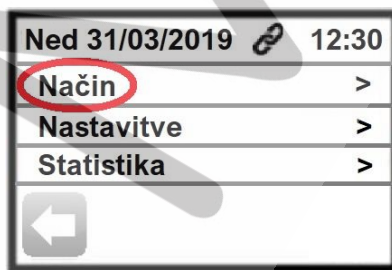 Ned 31/03/2019 12:30
Način >
Nastavitve >
Statistika >